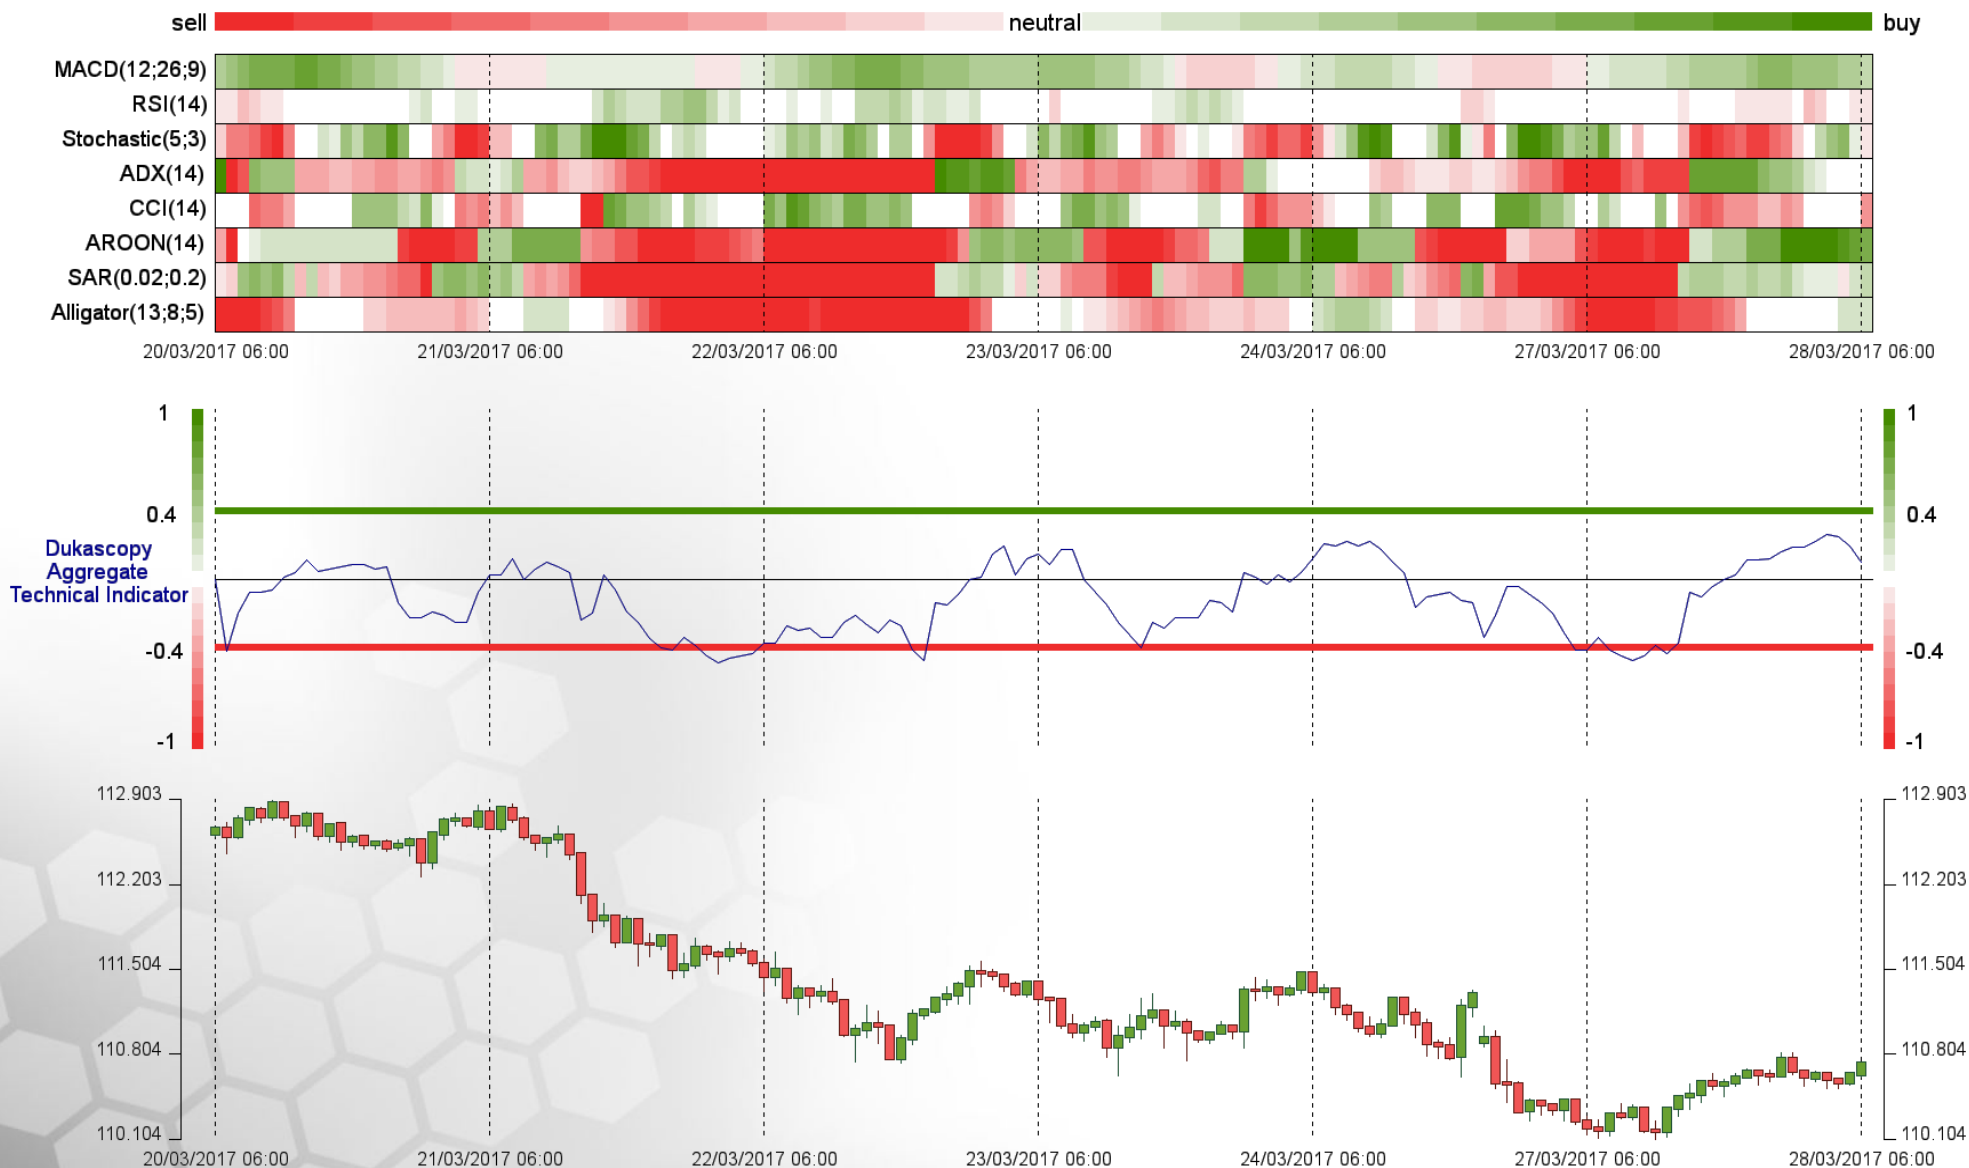 sell neutral buy
MACD(12;26;9)
RSI(14)
Stochastic(5;3)
ADX(14)
CCI(14)
AROON(14)
SAR(0.02;0.2)
Alligator(13;8;5)
20/03/2017 06:00 21/03/2017 06:00 22/03/2017 06:00 23/03/2017 06:00 24/03/2017 06:00 27/03/2017 06:00 28/03/2017 06:00
1 1
0.4 0.4
Dukascopy
Aggregate
Technical Indicator
-0.4 -0.4
-1 -1
112.903 112.903
112.203 112.203
111.504 111.504
110.804 110.804
110.104 110.104
20/03/2017 06:00 21/03/2017 06:00 22/03/2017 06:00 23/03/2017 06:00 24/03/2017 06:00 27/03/2017 06:00 28/03/2017 06:00